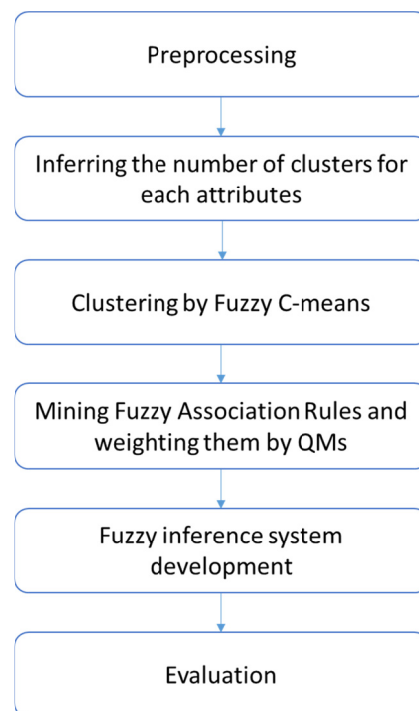 Preprocessing
Inferring the number of clusters for
each attributes
Clustering by Fuzzy C-means
Mining Fuzzy Association Rules and
weighting them by QMs
Fuzzy inference system
development
Evaluation